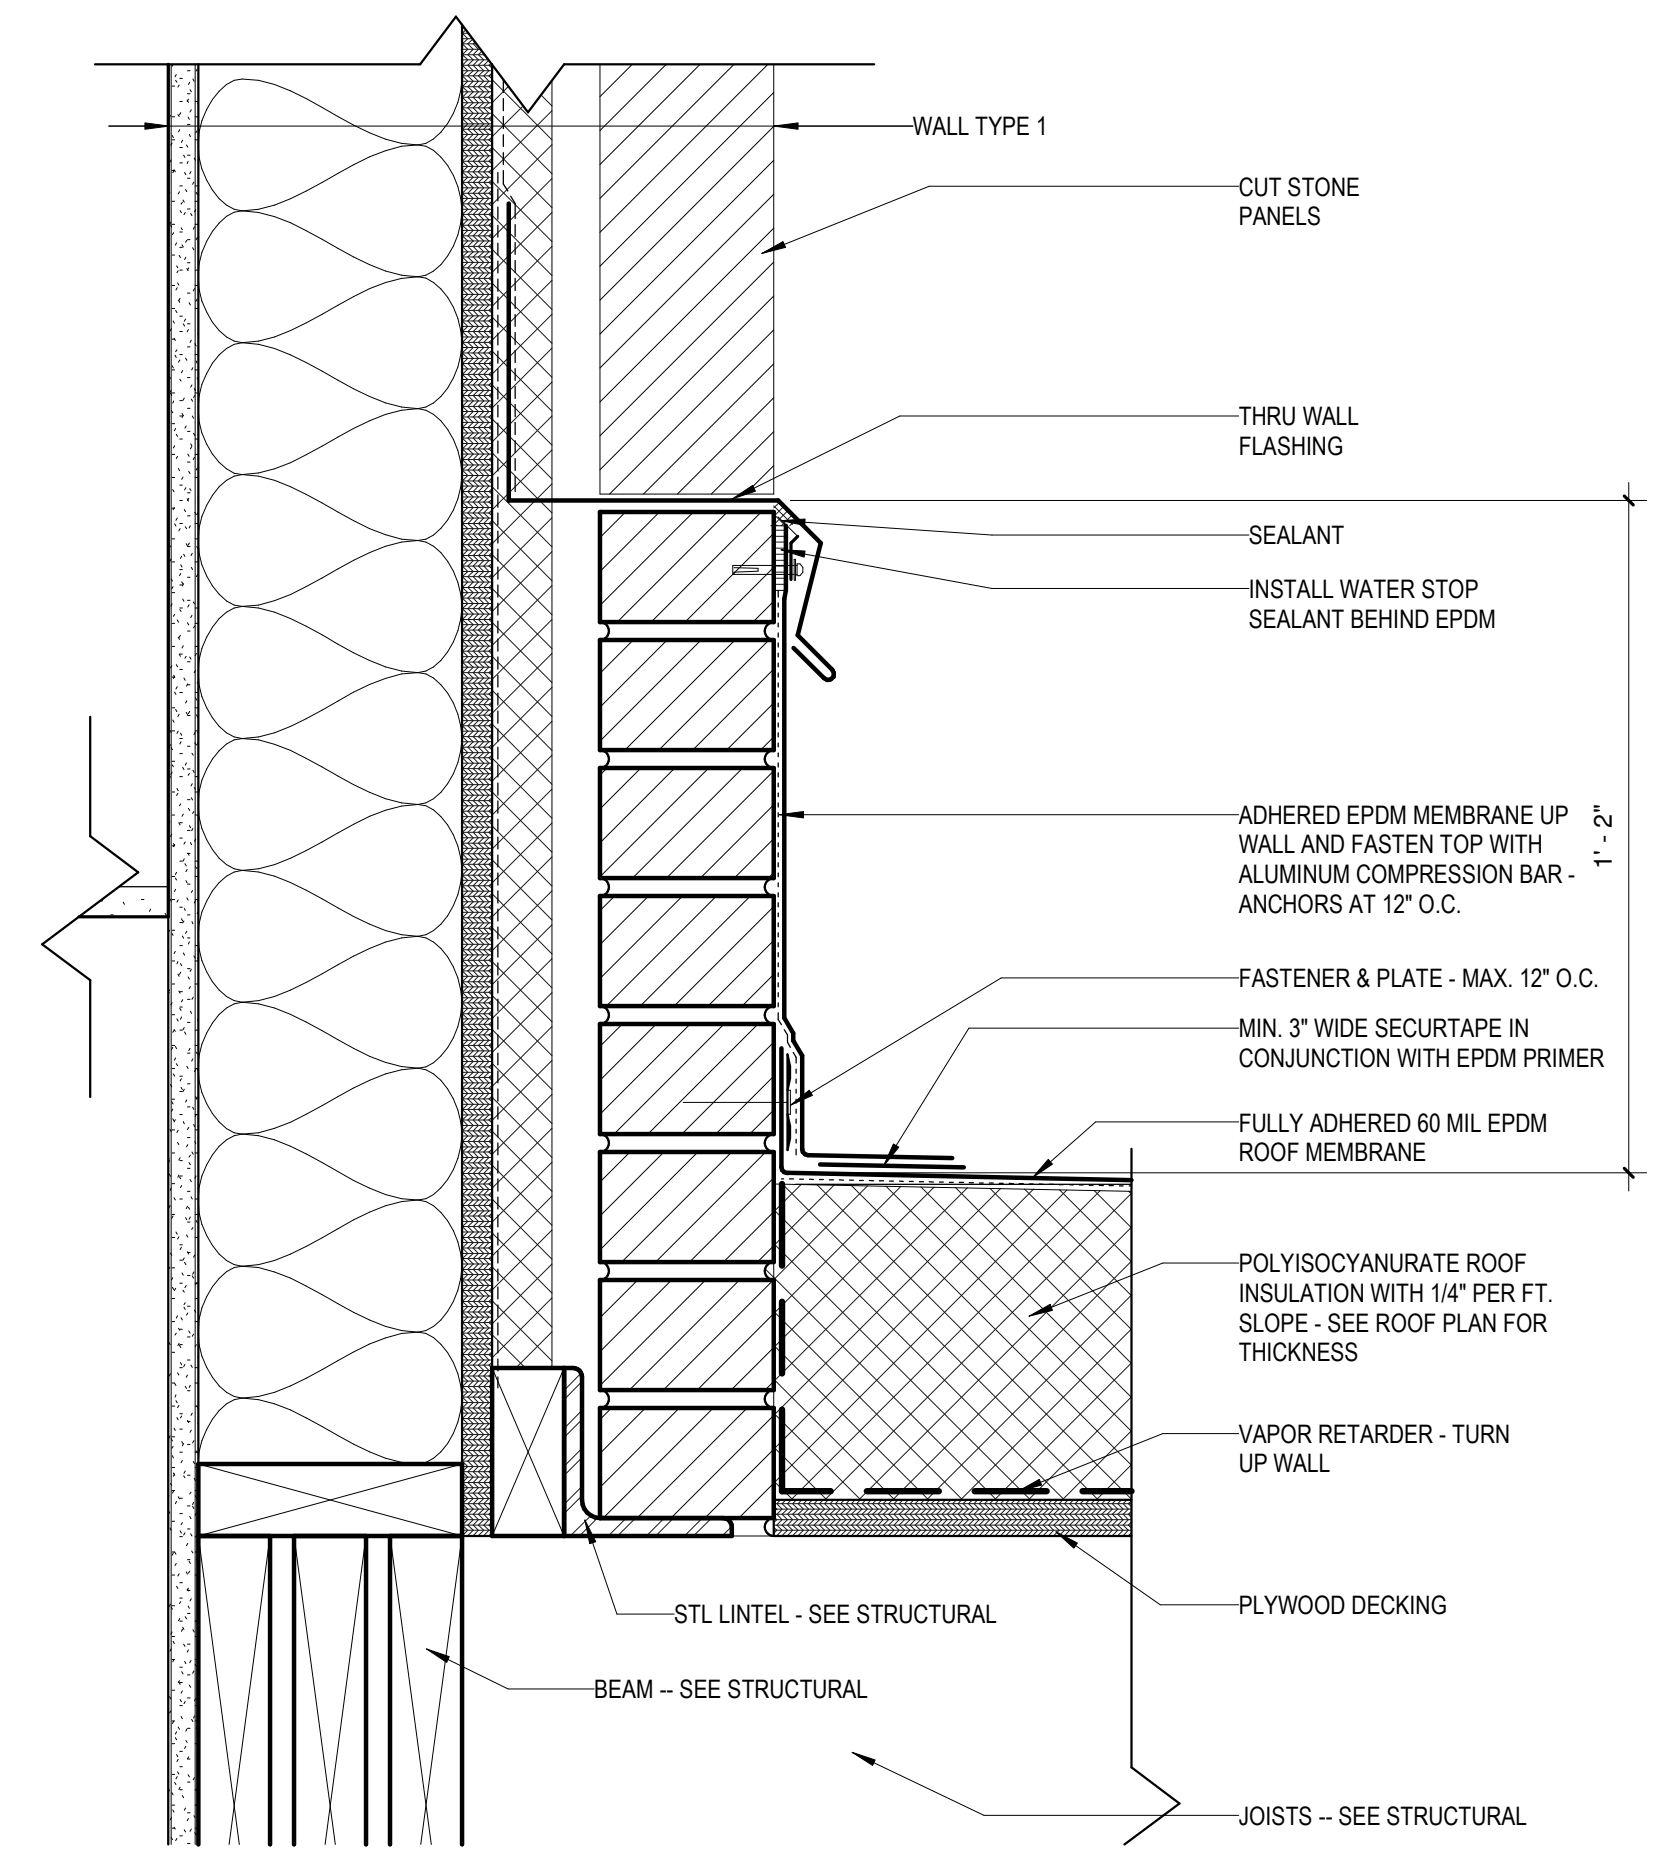 WALL TYPE 1
CUT STONE
PANELS
THRU WALL
FLASHING
SEALANT
INSTALL WATER STOP
SEALANT BEHIND EPDM
ADHERED EPDM MEMBRANE UP
WALL AND FASTEN TOP WITH
ALUMINUM COMPRESSION BAR -
ANCHORS AT 12" O.C.
1' - 2"
FASTENER & PLATE - MAX. 12" O.C.
MIN. 3" WIDE SECURTAPE IN
CONJUNCTION WITH EPDM PRIMER
FULLY ADHERED 60 MIL EPDM
ROOF MEMBRANE
POLYISOCYANURATE ROOF
INSULATION WITH 1/4" PER FT.
SLOPE - SEE ROOF PLAN FOR
THICKNESS
VAPOR RETARDER - TURN
UP WALL
PLYWOOD DECKING
STL LINTEL - SEE STRUCTURAL
BEAM -- SEE STRUCTURAL
JOISTS -- SEE STRUCTURAL